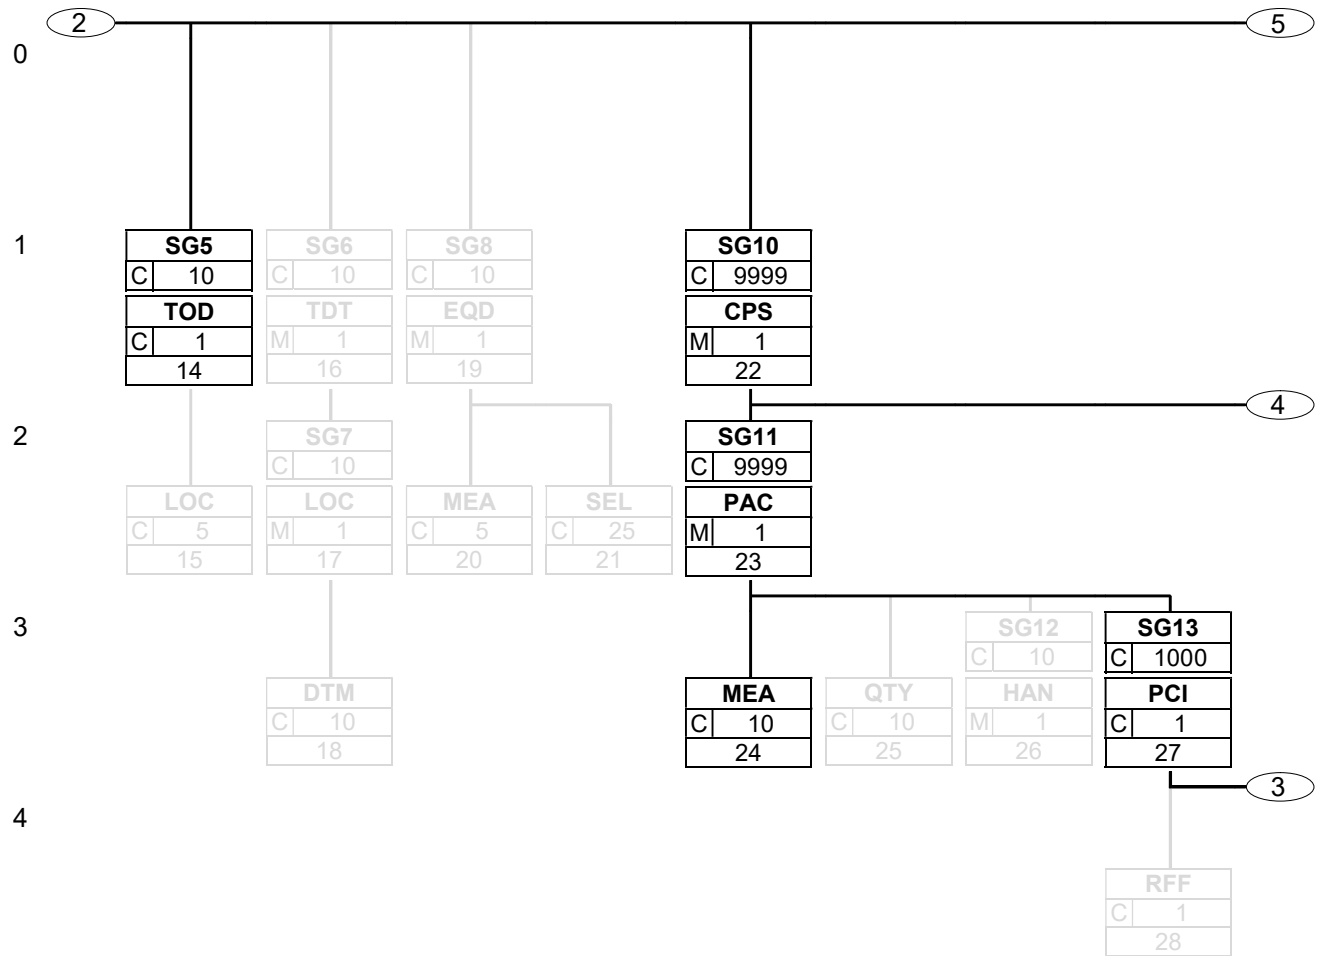 2 5
0
1
SG5 SG6 SG8 SG10
C 10 C 10 C 10 C 9999
TOD TDT EQD CPS
C 1 M 1 M 1 M 1
14 16 19 22
4
2
SG7 SG11
C 10 C 9999
LOC LOC MEA SEL PAC
C 5 M 1 C 5 C 25 M 1
15 17 20 21 23
3
SG12 SG13
C 10 C 1000
DTM MEA QTY HAN PCI
C 10 C 10 C 10 M 1 C 1
18 24 25 26 27
3
4
RFF
C 1
28